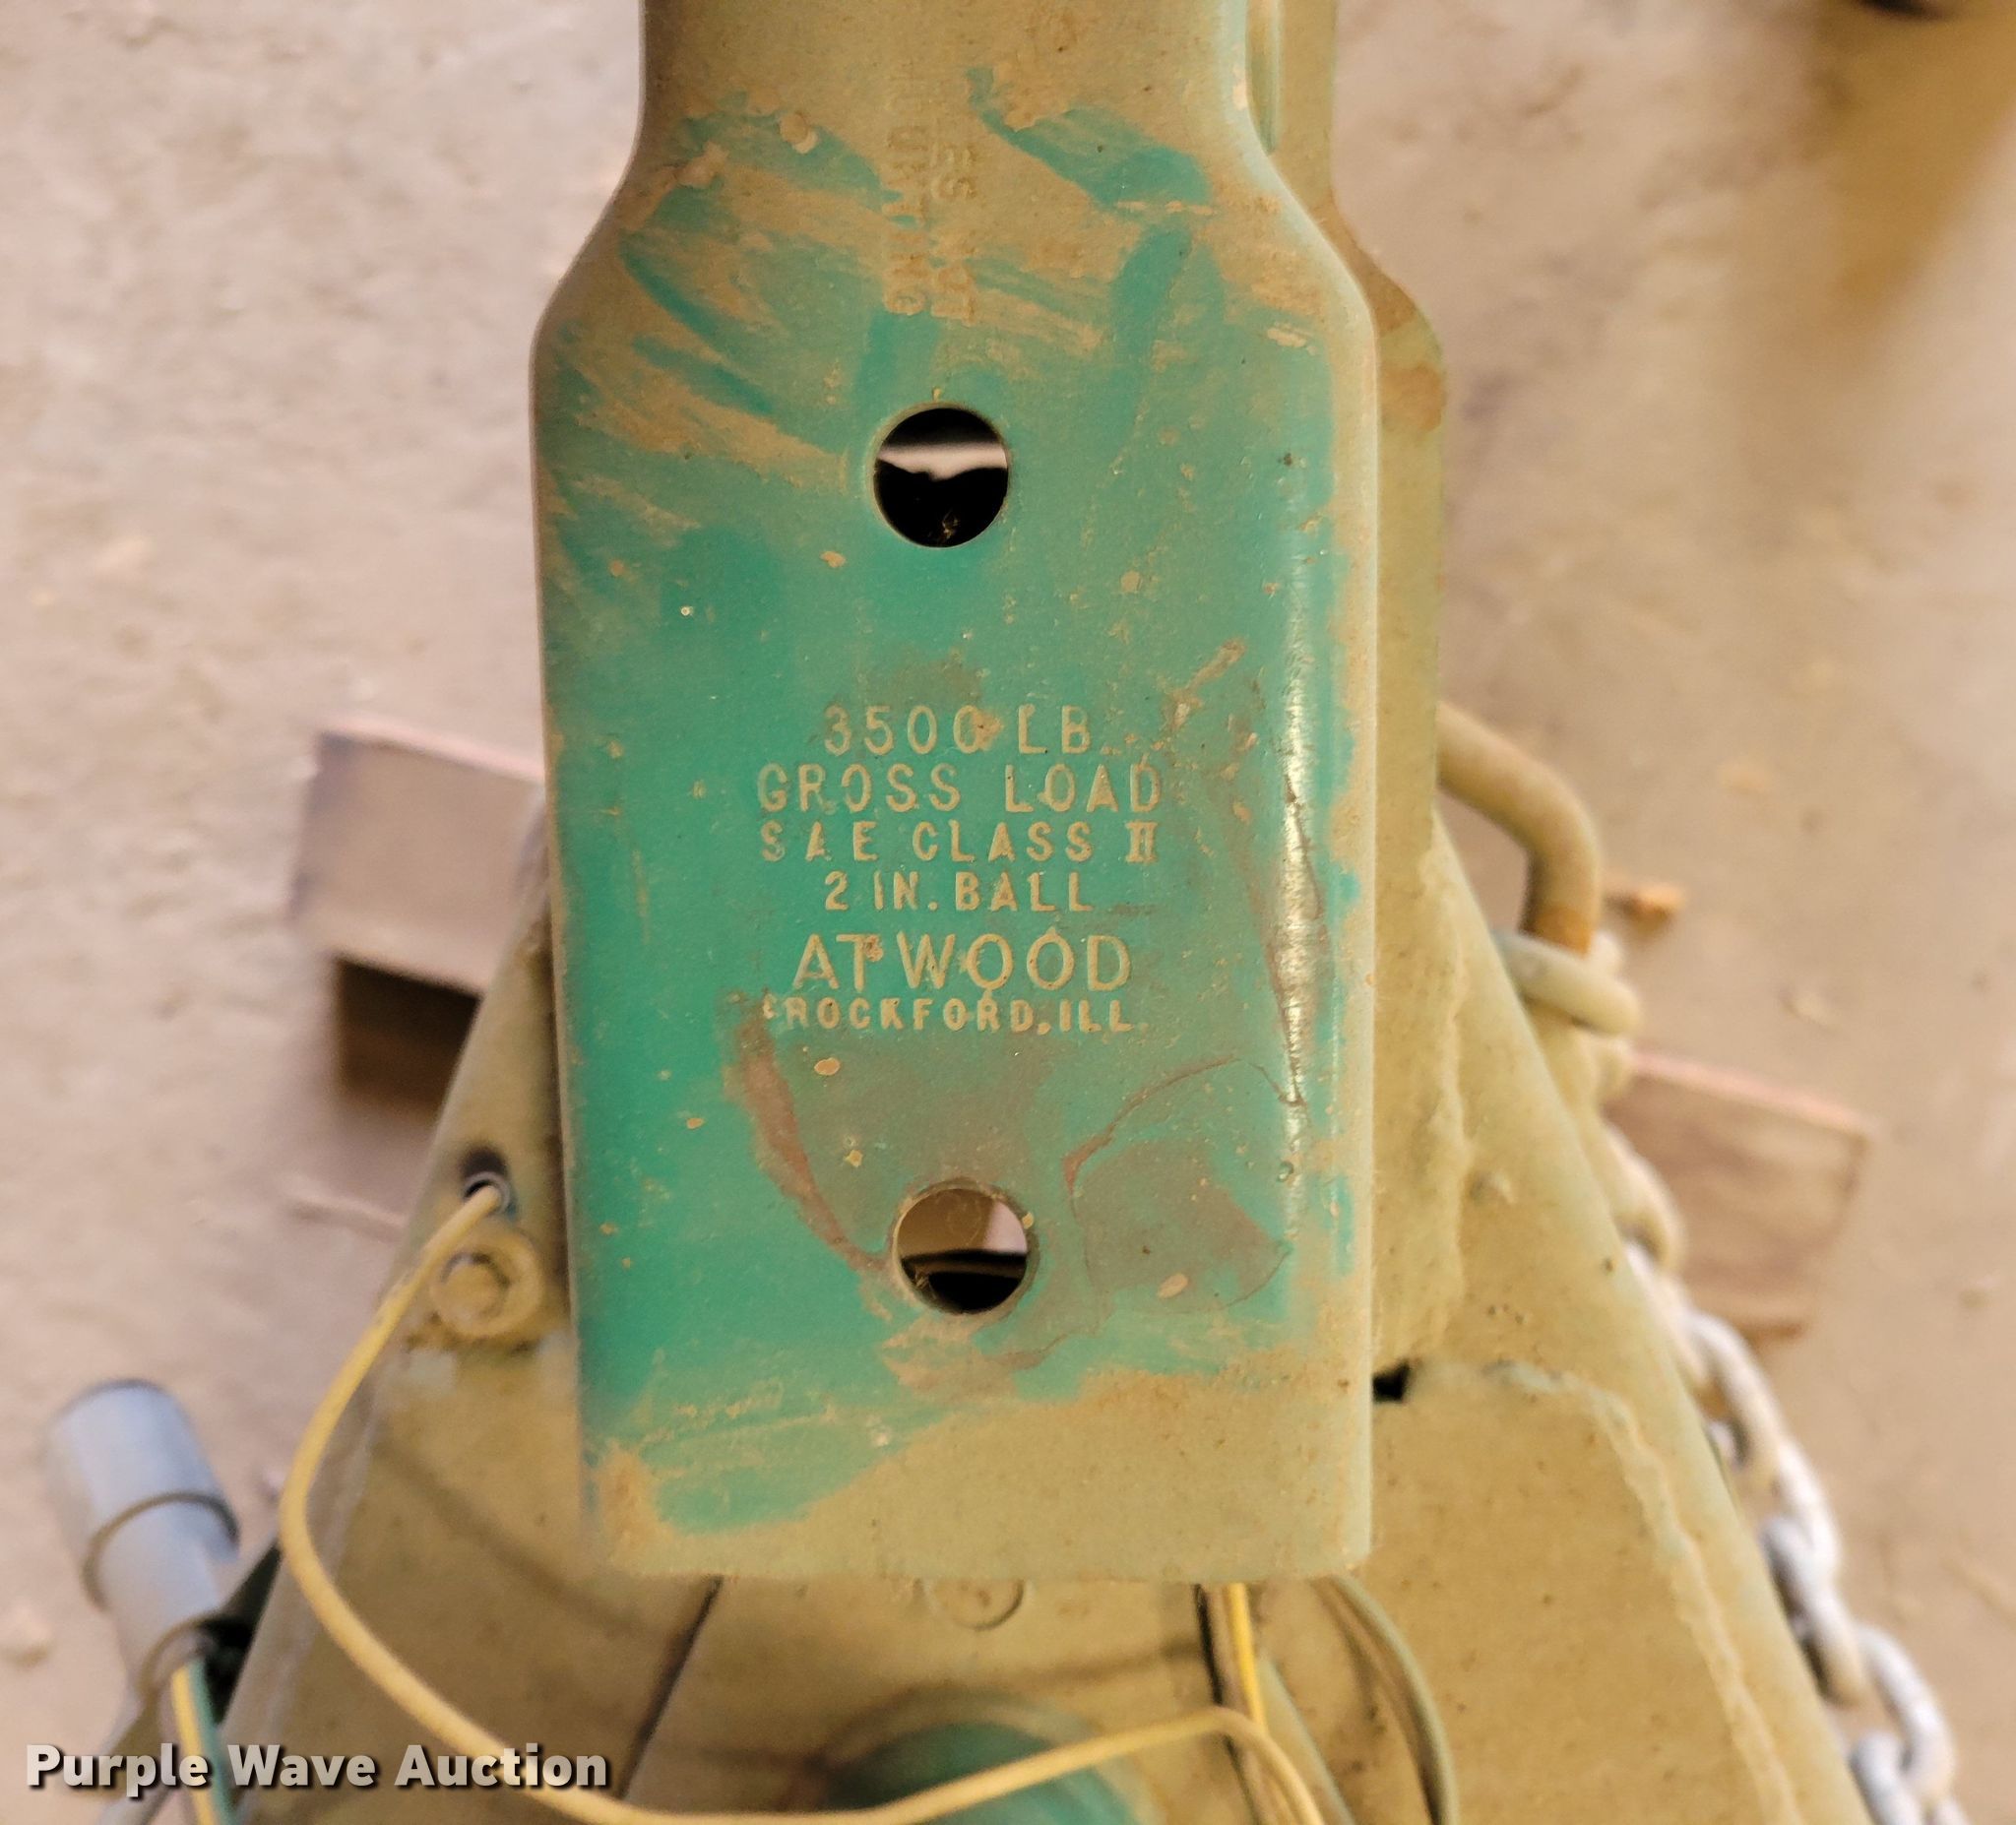 3500 LB.
GROSS LOAD
SAE CLASS II
2 IN. BALL
ATWOOD
ROCKFORD, ILL.
Purple Wave Auction